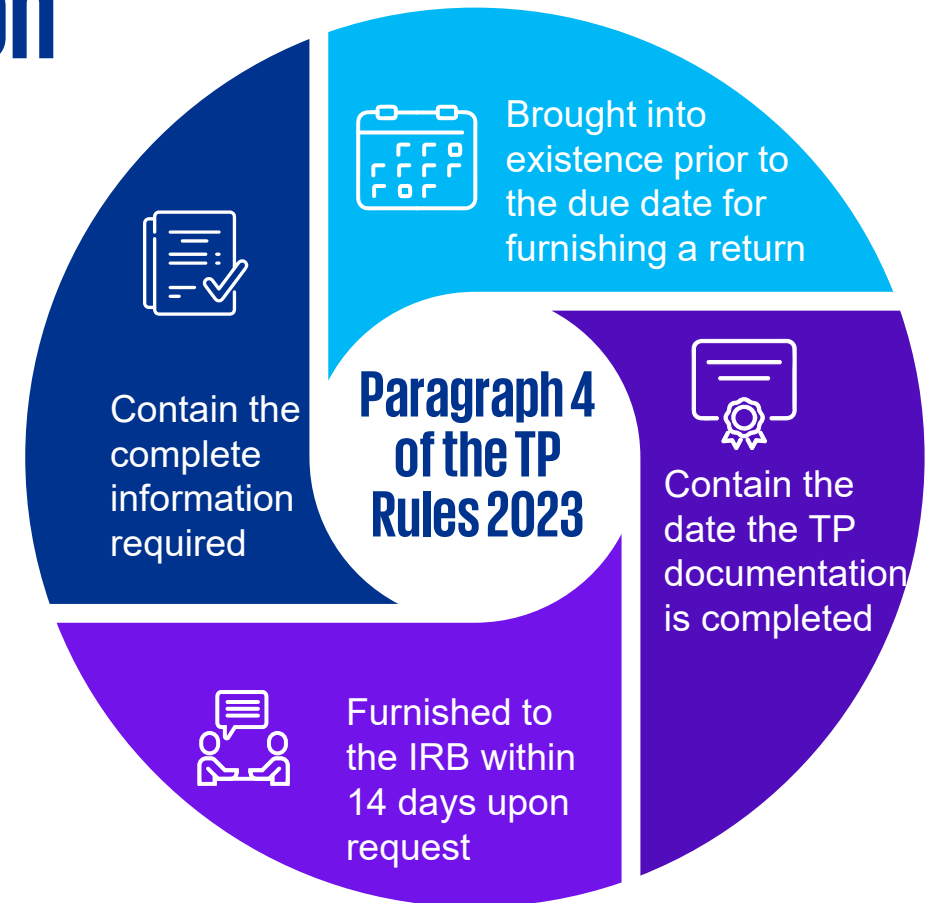 on
Brought into
existence prior to
the due date for
furnishing a return
Paragraph 4
of the TP
Rules 2023
Contain the
complete
information
required
Contain the
date the TP
documentation
is completed
Furnished to
the IRB within
14 days upon
request